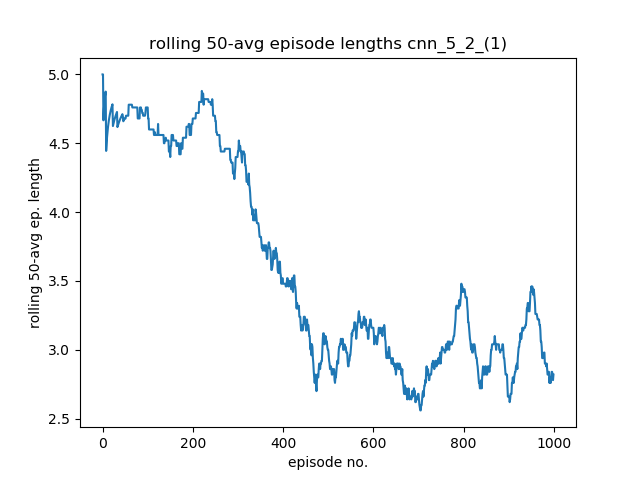 rolling 50-avg episode lengths cnn_5_2_(1)
5.0
4.5
4.0
3.5
3.0
2.5
rolling 50-avg ep. length
0 200 400 600 800 1000
episode no.